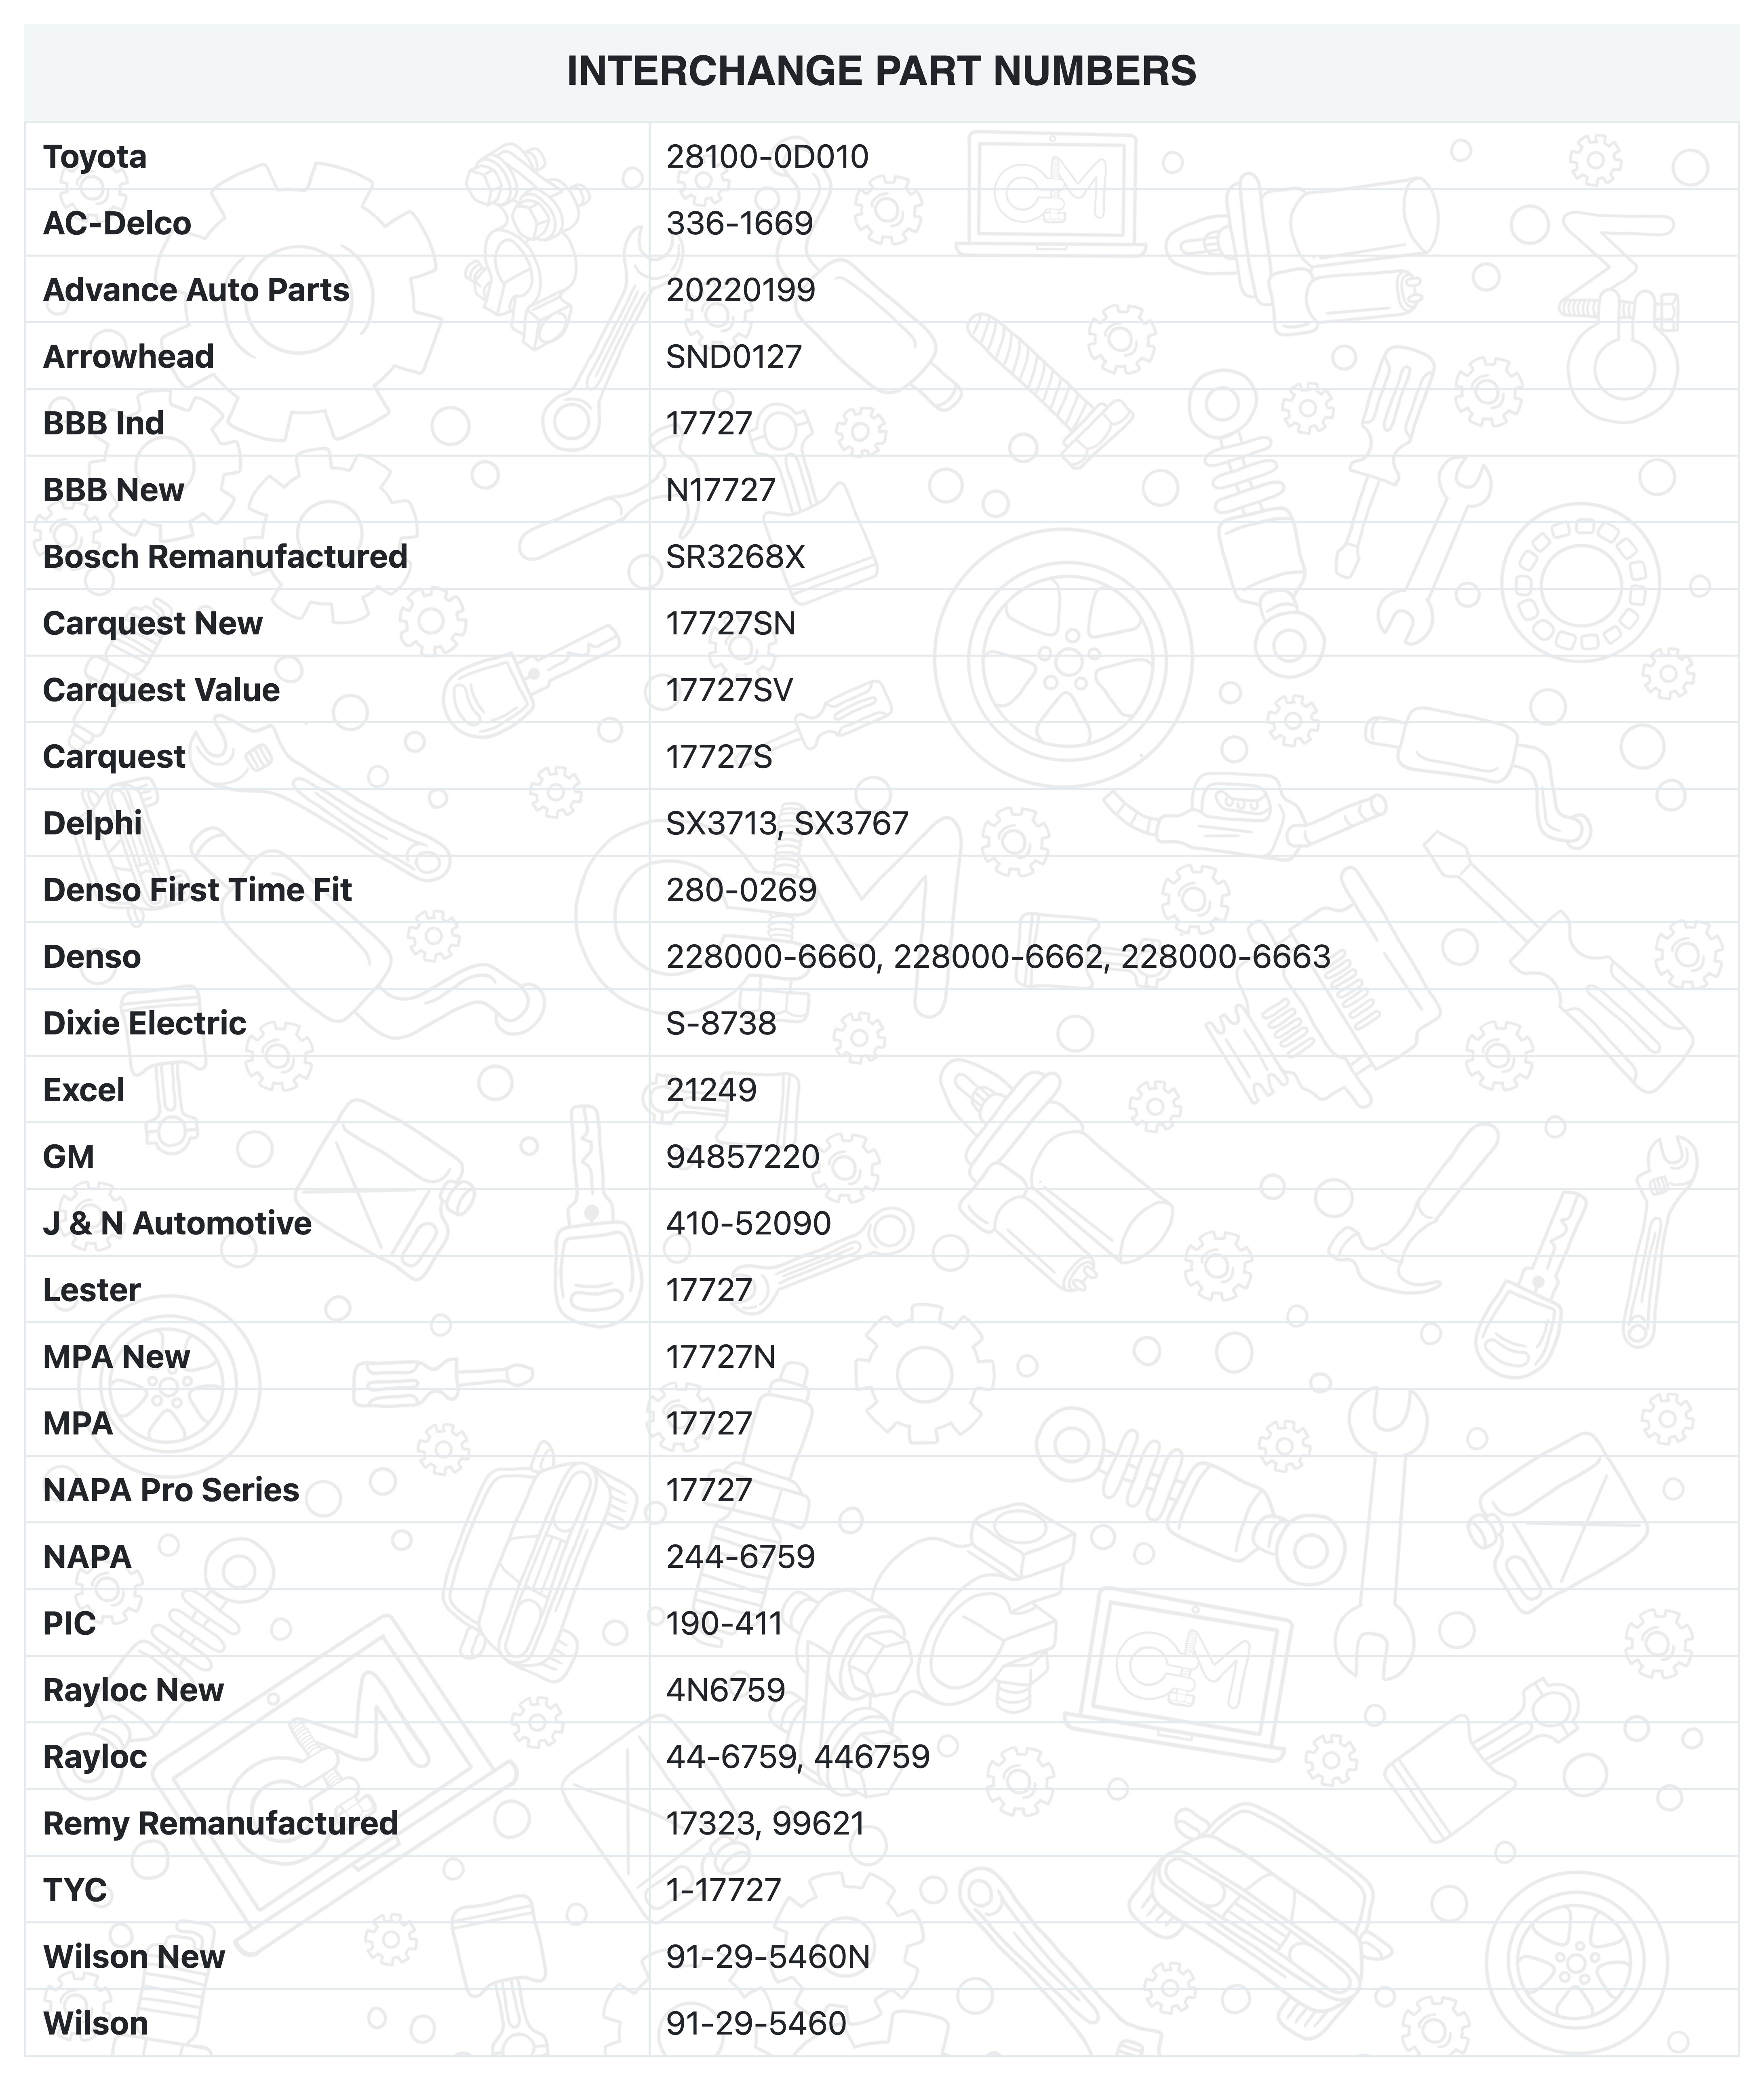 INTERCHANGE PART NUMBERS
Toyota 28100-0D010
AC-Delco 336-1669
Advance Auto Parts 20220199
Arrowhead SND0127
BBB Ind 17727
BBB New N17727
Bosch Remanufactured SR3268X
Carquest New 17727SN
Carquest Value 17727SV
Carquest 17727S
Delphi SX3713, SX3767
Denso First Time Fit 280-0269
Denso 228000-6660, 228000-6662, 228000-6663
Dixie Electric S-8738
Excel 21249
GM 94857220
J & N Automotive 410-52090
Lester 17727
MPA New 17727N
MPA 17727
NAPA Pro Series 17727
NAPA 244-6759
PIC 190-411
Rayloc New 4N6759
Rayloc 44-6759, 446759
Remy Remanufactured 17323, 99621
TYC 1-17727
Wilson New 91-29-5460N
Wilson 91-29-5460